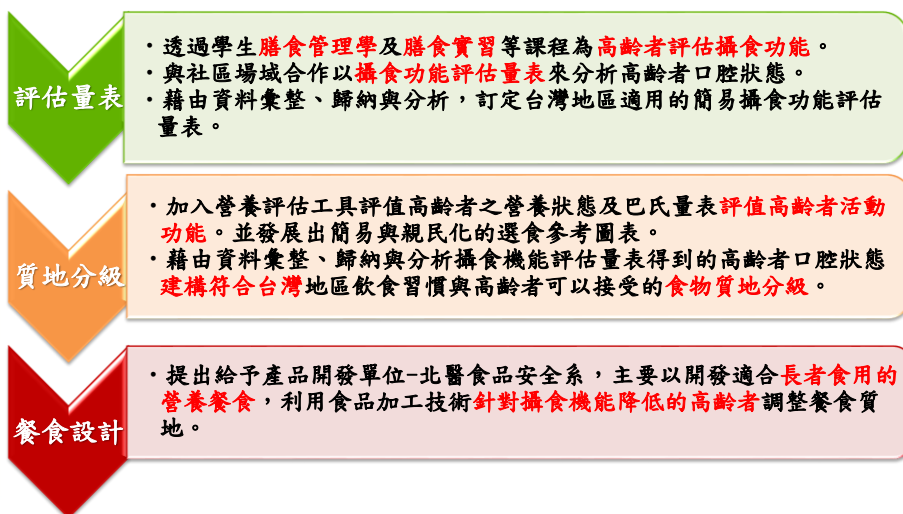 評估量表
・透過學生膳食管理學及膳食實習等課程為高齡者評估攝食功能。
・與社區場域合作以攝食功能評估量表來分析高齡者口腔狀態。
・藉由資料彙整、歸納與分析，訂定台灣地區適用的簡易攝食功能評估
量表。
質地分級
・加入營養評估工具評值高齡者之營養狀態及巴氏量表評值高齡者活動
功能。並發展出簡易與親民化的選食參考圖表。
・藉由資料彙整、歸納與分析攝食機能評估量表得到的高齡者口腔狀態
建構符合台灣地區飲食習慣與高齡者可以接受的食物質地分級。
餐食設計
・提出給予產品開發單位-北醫食品安全系，主要以開發適合長者食用的
營養餐食，利用食品加工技術針對攝食機能降低的高齡者調整餐食質
地。